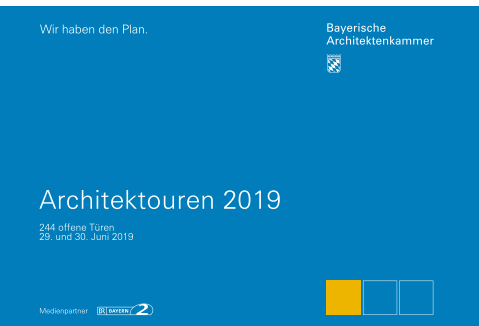 Wir haben den Plan.
Bayerische
Architektenkammer
Architektouren 2019
244 offene Türen
29. und 30. Juni 2019
Medienpartner BR BAYERN 2